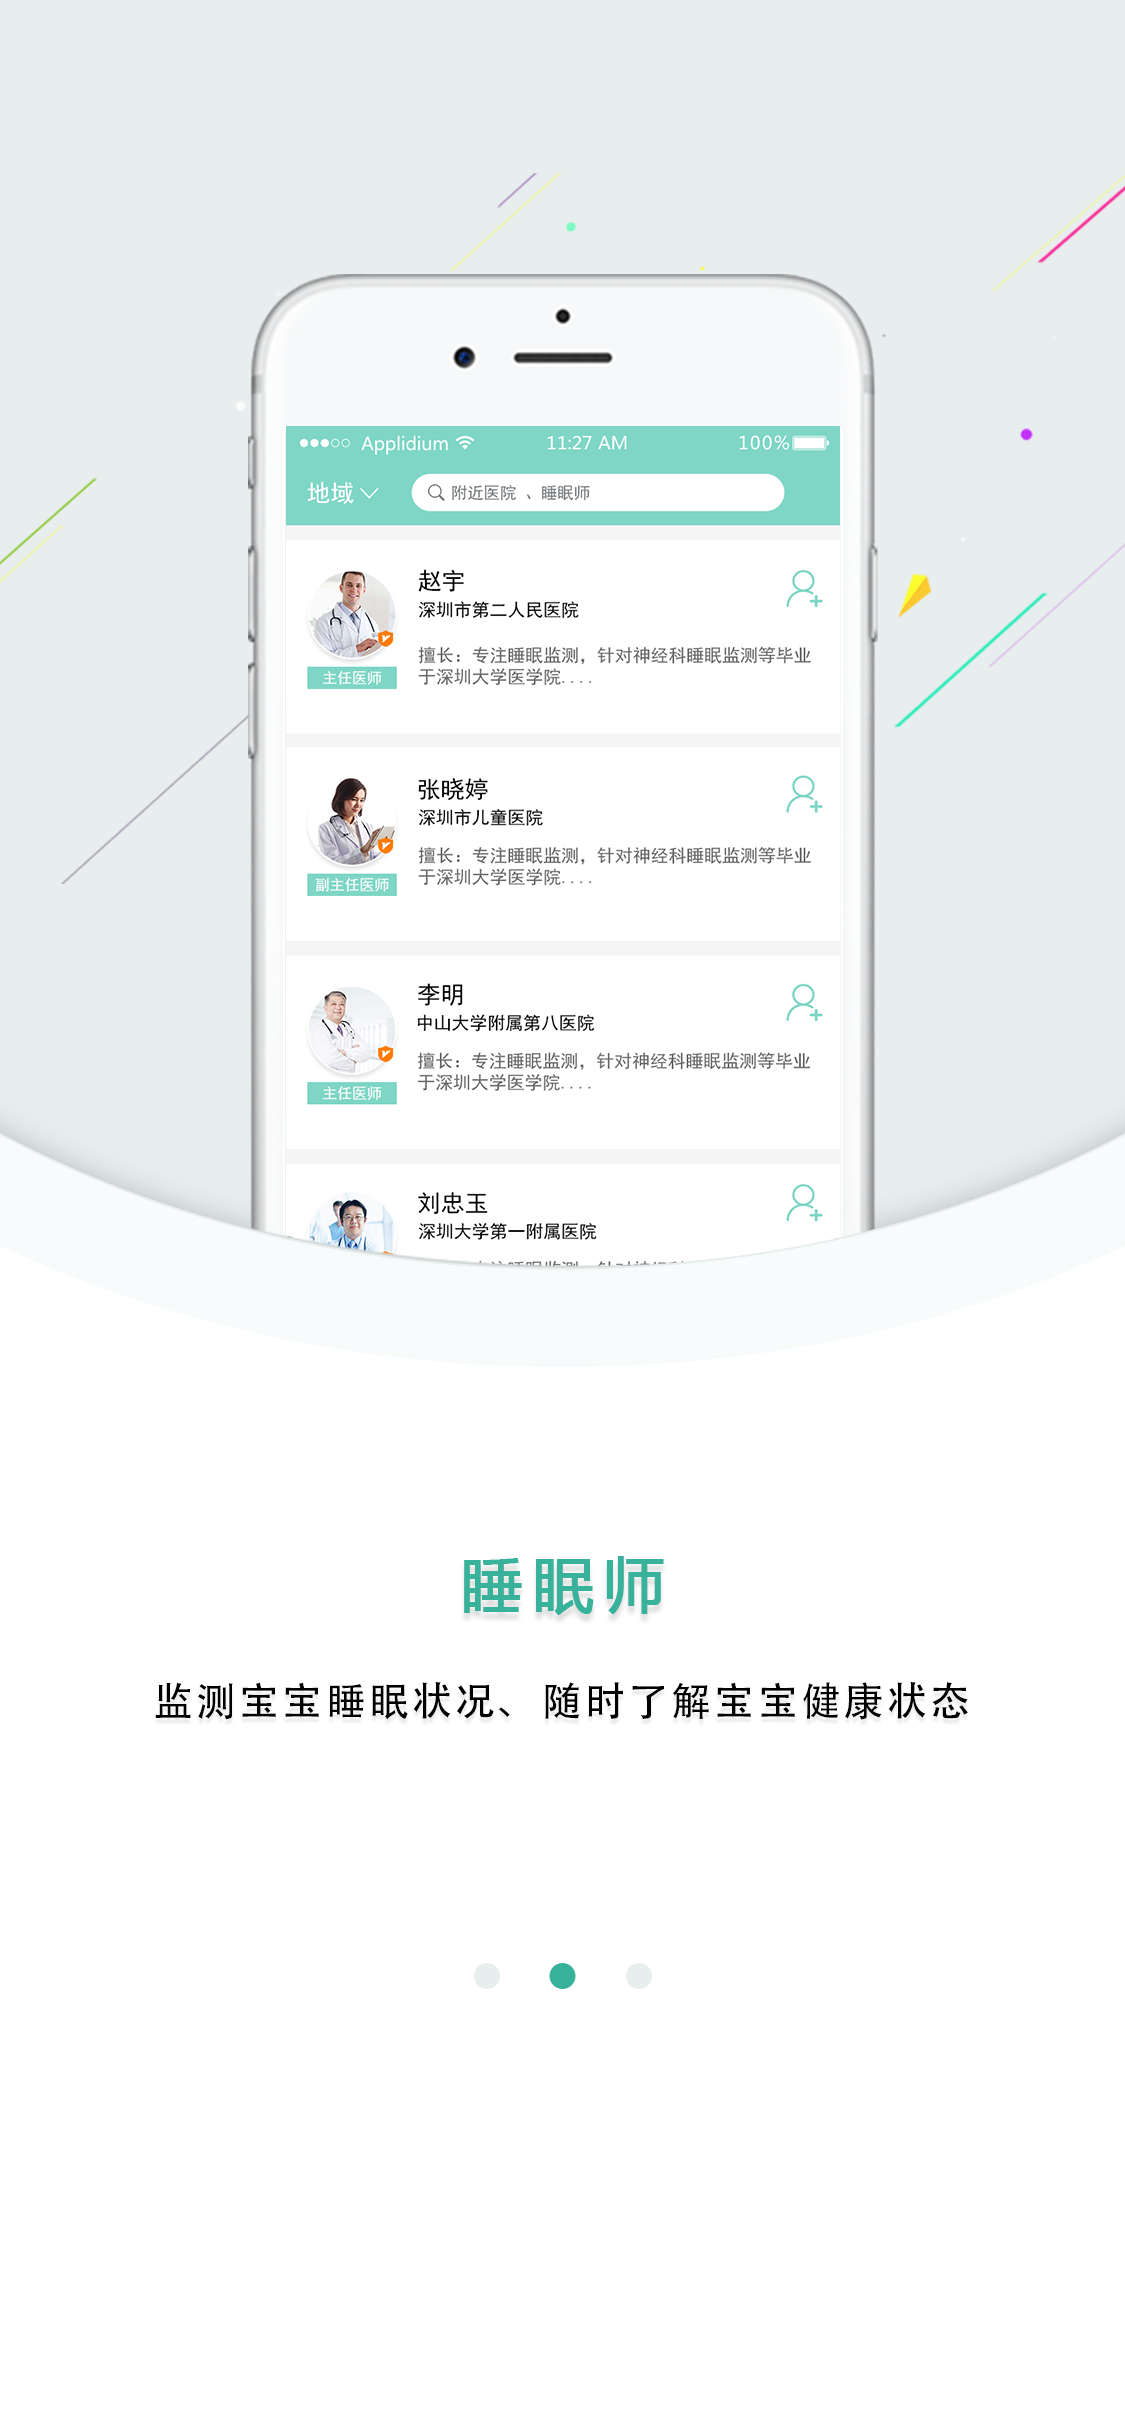 Applidium 11:27 AM 100%
地域 附近医院 、睡眠师
赵宇
深圳市第二人民医院
擅长：专注睡眠监测，针对神经科睡眠监测等毕业
于深圳大学医学院....
主任医师
张晓婷
深圳市儿童医院
擅长：专注睡眠监测，针对神经科睡眠监测等毕业
于深圳大学医学院....
副主任医师
李明
中山大学附属第八医院
擅长：专注睡眠监测，针对神经科睡眠监测等毕业
于深圳大学医学院....
主任医师
刘忠玉
深圳大学第一附属医院
睡眠师
监测宝宝睡眠状况、随时了解宝宝健康状态